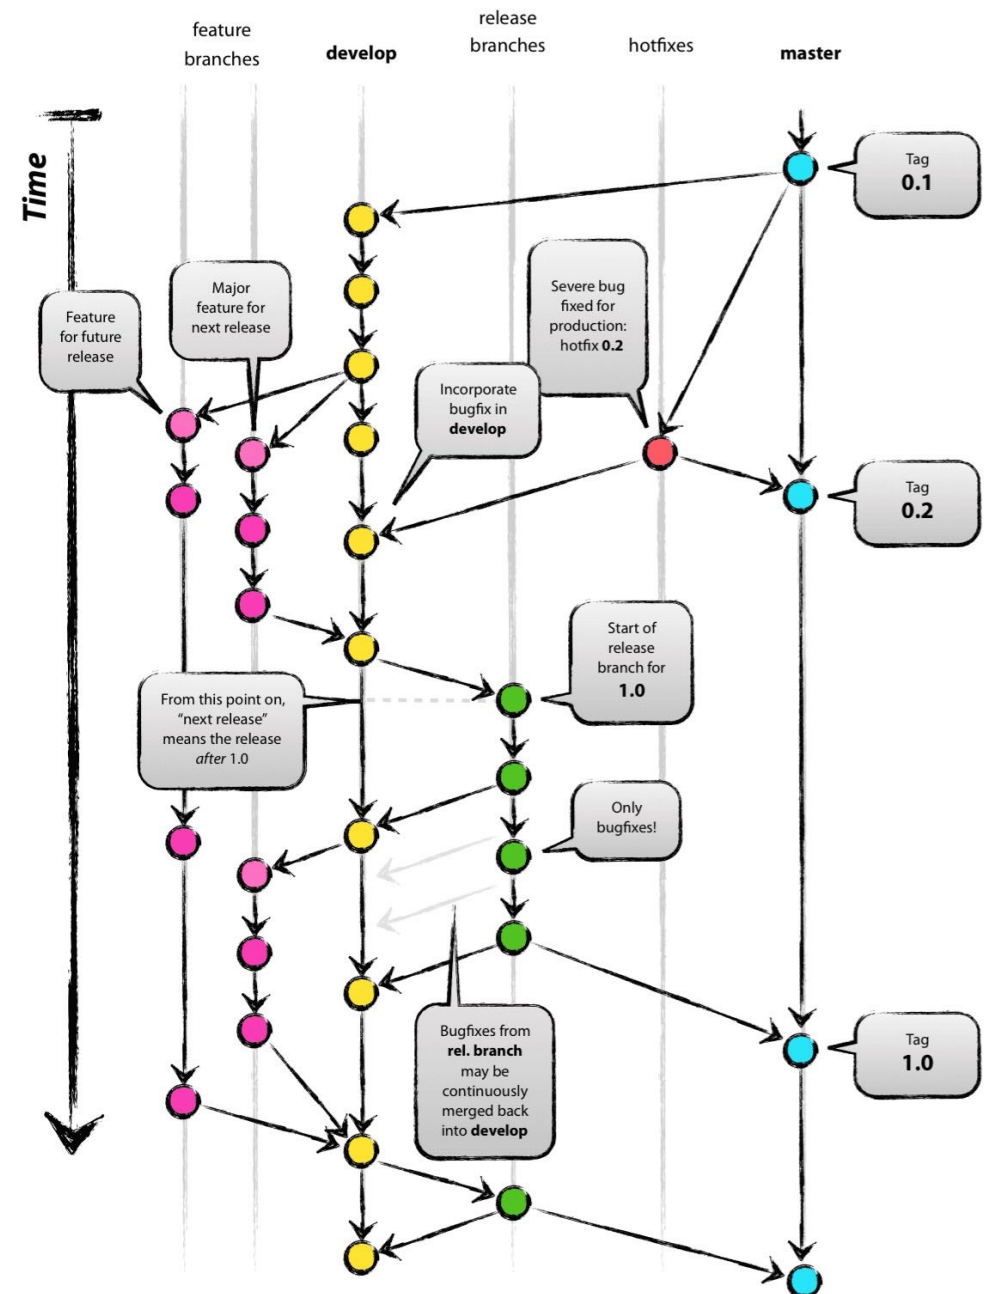 feature
branches
develop
release
branches
hotfixes
master
Time
Tag
0.1
Severe bug
fixed for
production:
hotfix 0.2
Major
feature for
next release
Feature
for future
release
Incorporate
bugfix in
develop
Tag
0.2
Start of
release
branch for
1.0
From this point on,
“next release”
means the release
after 1.0
Only
bugfixes!
Bugfixes from
rel. branch
may be
continuously
merged back
into develop
Tag
1.0